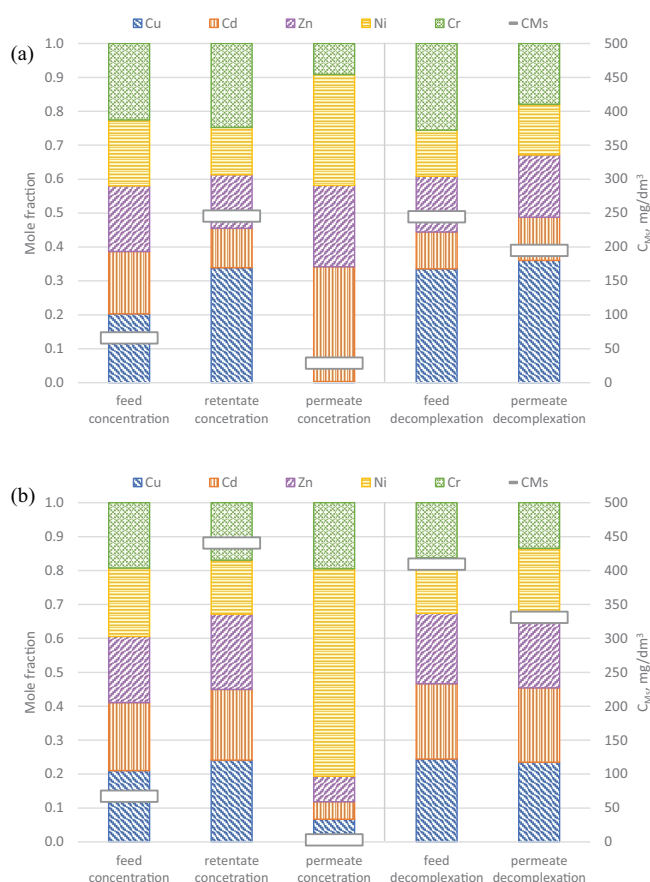 Cu Cd Zn Ni Cr CMs
(a)
1.0 500
0.9 450
0.8 400
0.7 350
0.6 300
0.5 250
0.4 200
0.3 150
0.2 100
0.1 50
0.0 0
Mole fraction
C_Ms, mg/dm³
feed concentration
retentate concetration
permeate concetration
feed decomplexation
permeate decomplexation
Cu Cd Zn Ni Cr CMs
(b)
1.0 500
0.9 450
0.8 400
0.7 350
0.6 300
0.5 250
0.4 200
0.3 150
0.2 100
0.1 50
0.0 0
Mole fraction
C_Ms, mg/dm³
feed concentration
retentate concetration
permeate concetration
feed decomplexation
permeate decomplexation